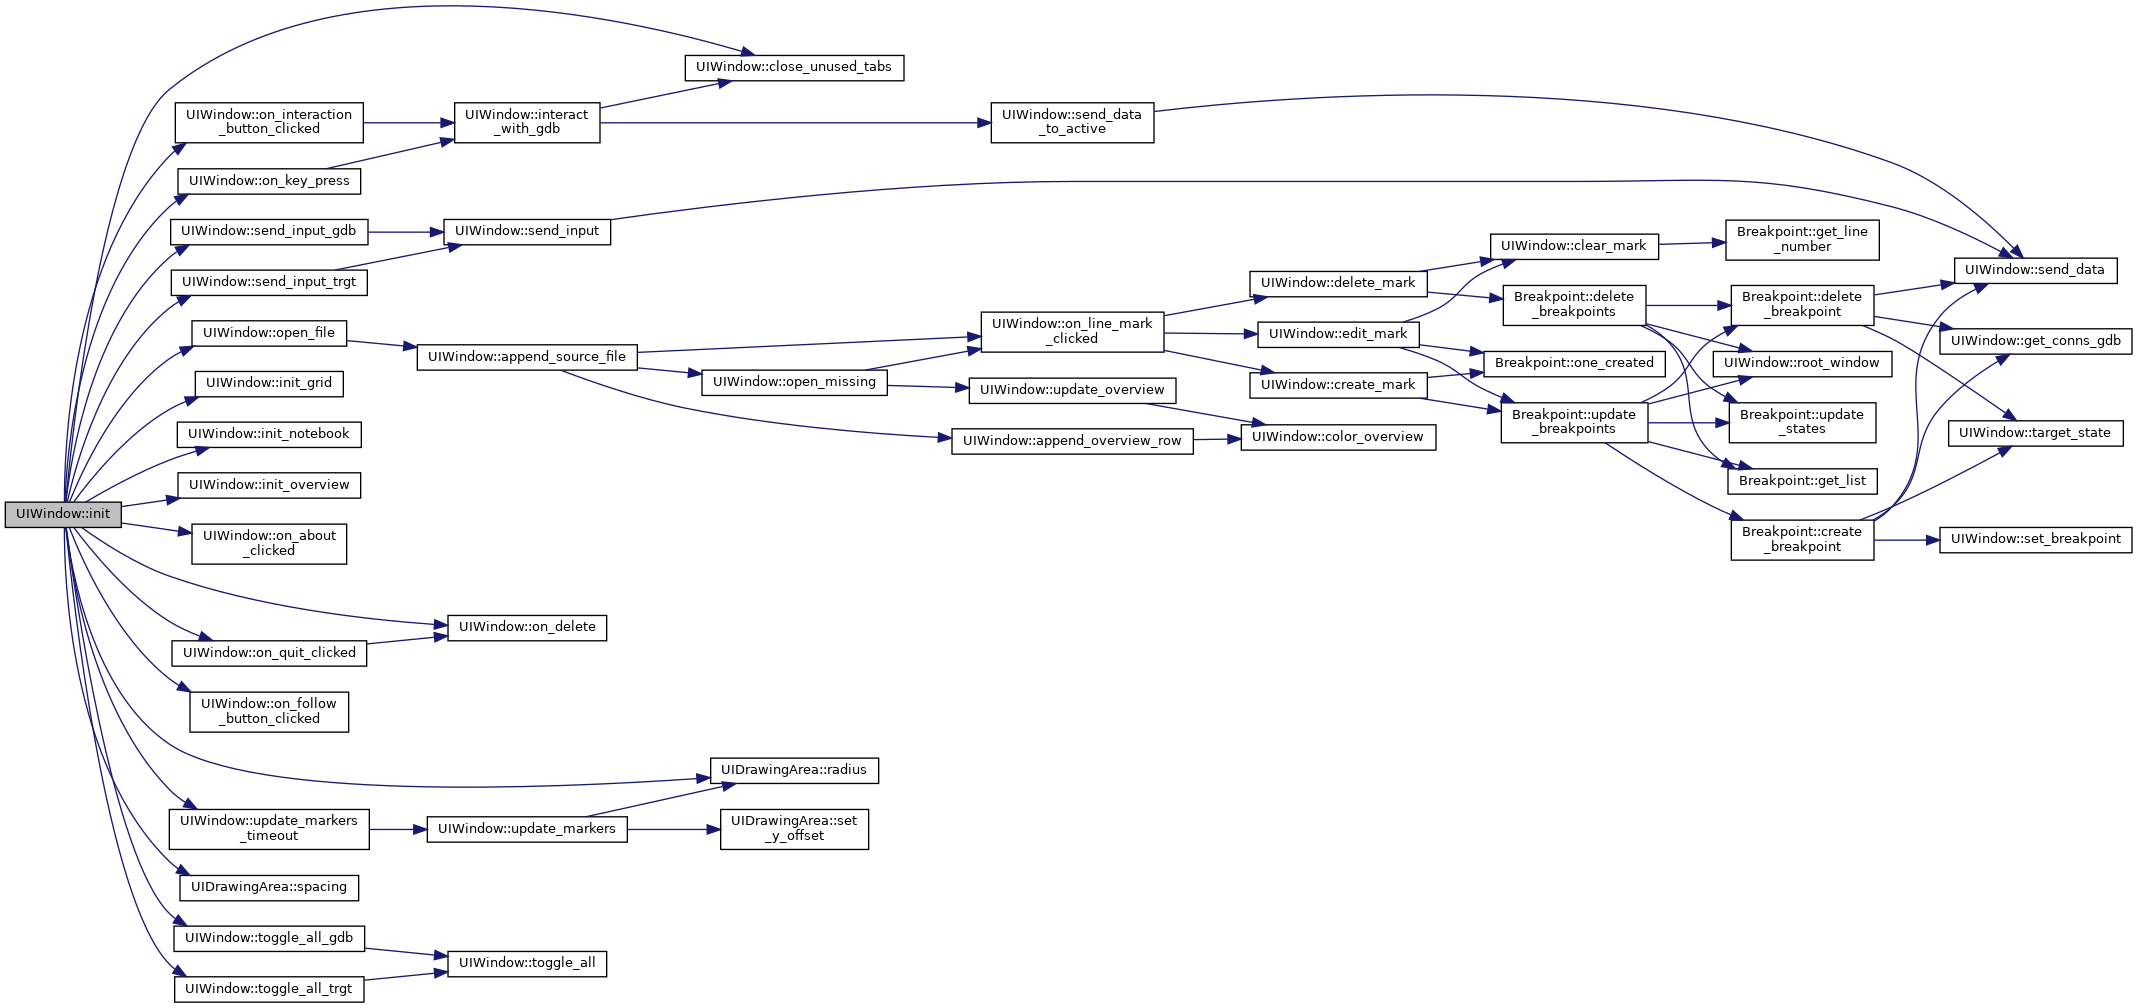 UIWindow::init
UIWindow::close_unused_tabs
UIWindow::on_interaction
_button_clicked
UIWindow::interact
_with_gdb
UIWindow::send_data
_to_active
UIWindow::on_key_press
UIWindow::send_input_gdb
UIWindow::send_input
UIWindow::send_input_trgt
UIWindow::open_file
UIWindow::append_source_file
UIWindow::init_grid
UIWindow::init_notebook
UIWindow::init_overview
UIWindow::on_about
_clicked
UIWindow::on_delete
UIWindow::on_quit_clicked
UIWindow::on_follow
_button_clicked
UIDrawingArea::radius
UIWindow::update_markers
_timeout
UIWindow::update_markers
UIDrawingArea::set
_y_offset
UIDrawingArea::spacing
UIWindow::toggle_all_gdb
UIWindow::toggle_all
UIWindow::toggle_all_trgt
UIWindow::open_missing
UIWindow::on_line_mark
_clicked
UIWindow::update_overview
UIWindow::append_overview_row
UIWindow::color_overview
UIWindow::delete_mark
UIWindow::edit_mark
UIWindow::create_mark
UIWindow::clear_mark
Breakpoint::delete
_breakpoints
Breakpoint::one_created
Breakpoint::update
_breakpoints
Breakpoint::get_line
_number
Breakpoint::delete
_breakpoint
UIWindow::root_window
Breakpoint::update
_states
Breakpoint::get_list
Breakpoint::create
_breakpoint
UIWindow::send_data
UIWindow::get_conns_gdb
UIWindow::target_state
UIWindow::set_breakpoint